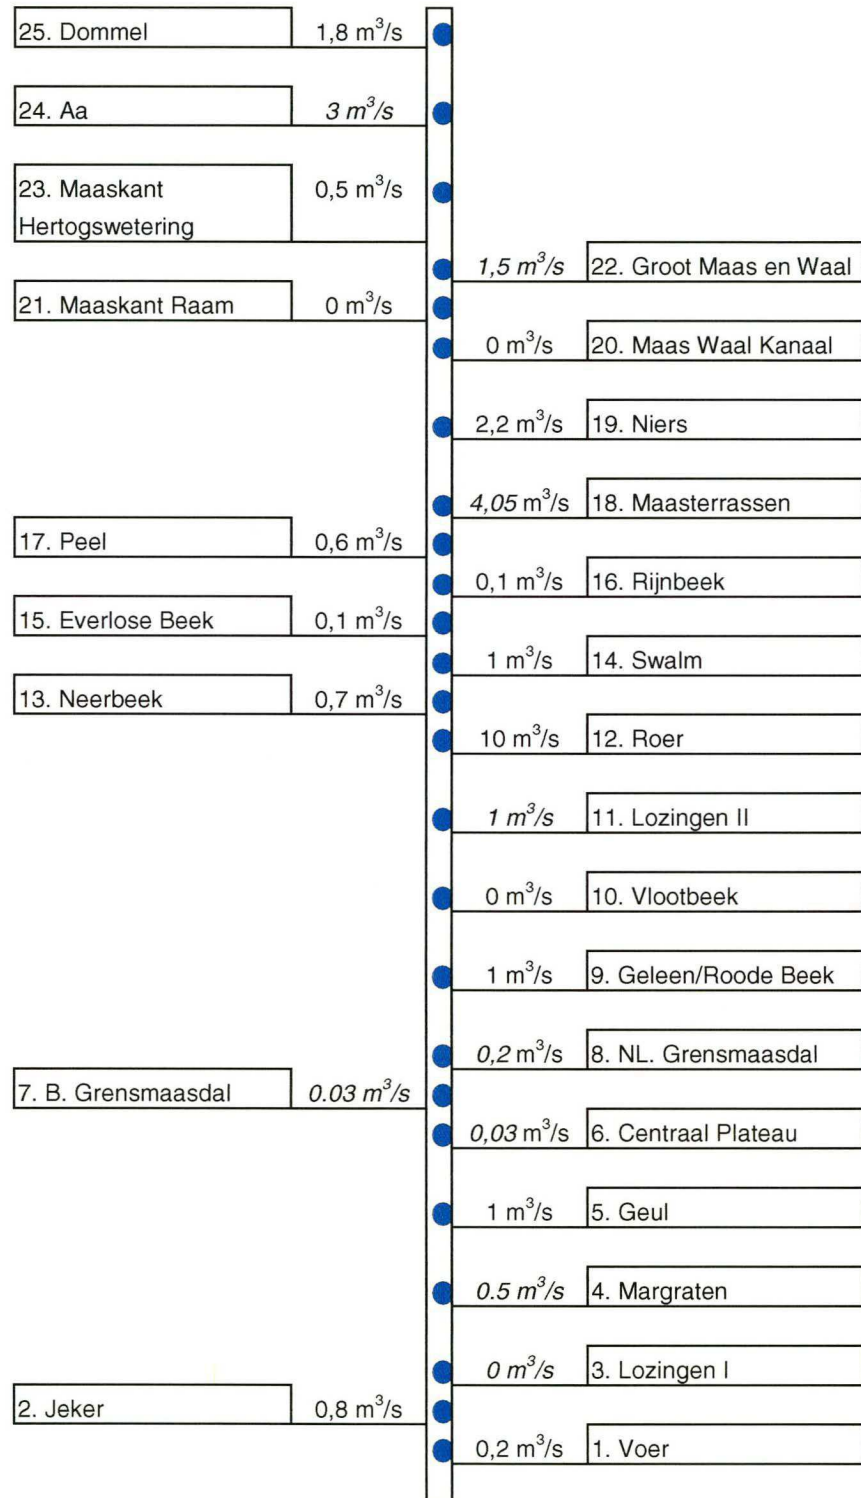 25. Dommel 1,8 m³/s
24. Aa 3 m³/s
23. Maaskant 0,5 m³/s
Hertogswetering
1,5 m³/s 22. Groot Maas en Waal
21. Maaskant Raam 0 m³/s
0 m³/s 20. Maas Waal Kanaal
2,2 m³/s 19. Niers
4,05 m³/s 18. Maasterrassen
17. Peel 0,6 m³/s
0,1 m³/s 16. Rijnbeek
15. Everlose Beek 0,1 m³/s
1 m³/s 14. Swalm
13. Neerbeek 0,7 m³/s
10 m³/s 12. Roer
1 m³/s 11. Lozingen II
0 m³/s 10. Vlootbeek
1 m³/s 9. Geleen/Roode Beek
0,2 m³/s 8. NL. Grensmaasdal
7. B. Grensmaasdal 0.03 m³/s
0,03 m³/s 6. Centraal Plateau
1 m³/s 5. Geul
0.5 m³/s 4. Margraten
0 m³/s 3. Lozingen I
2. Jeker 0,8 m³/s
0,2 m³/s 1. Voer